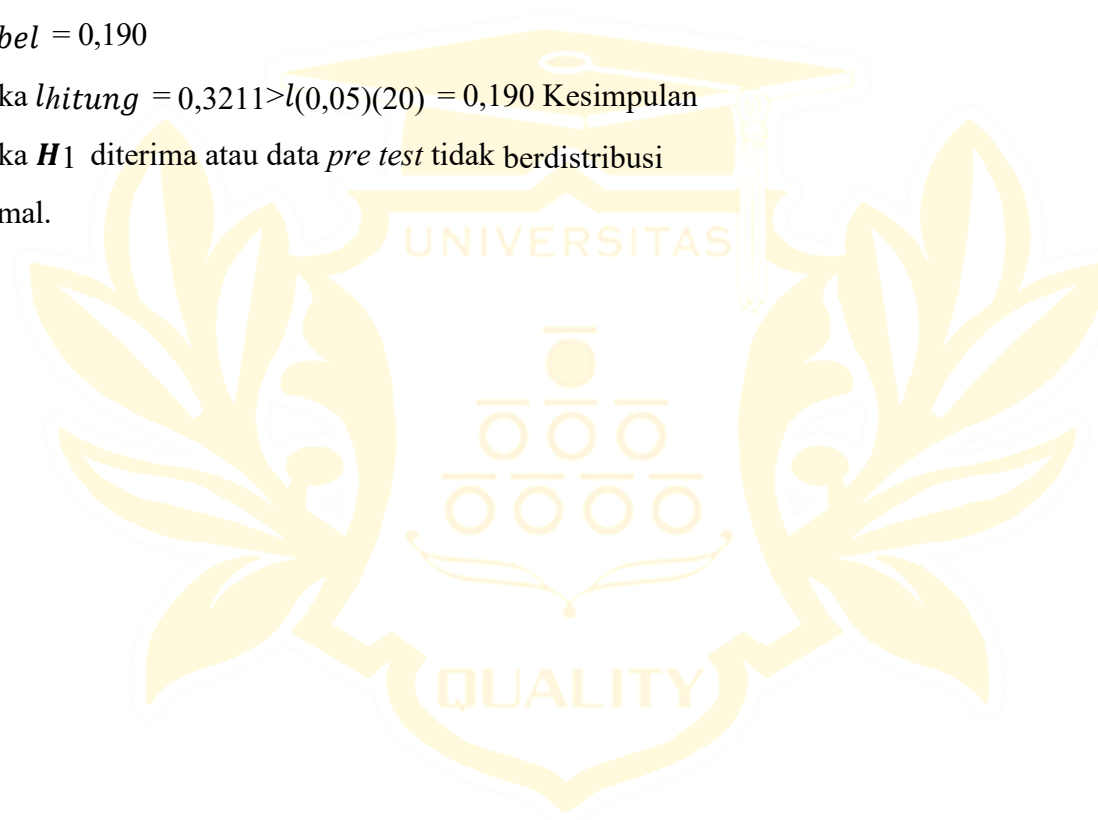 bel = 0,190
ka lhitung = 0,3211>l(0,05)(20) = 0,190 Kesimpulan
ka H1 diterima atau data pre test tidak berdistribusi
mal.
UNIVERSITAS
QUALITY